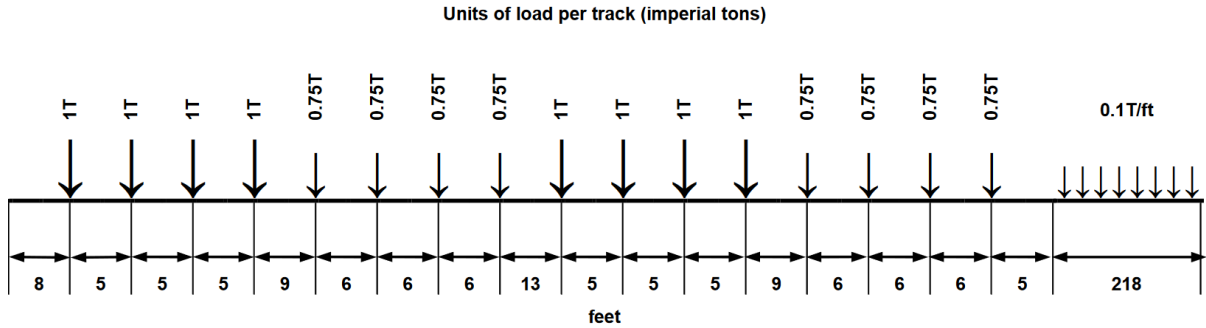 Units of load per track (imperial tons)
1T 1T 1T 1T 0.75T 0.75T 0.75T 0.75T 1T 1T 1T 1T 0.75T 0.75T 0.75T 0.75T 0.1T/ft
8 5 5 5 9 6 6 6 13 5 5 5 9 6 6 6 5 218
feet